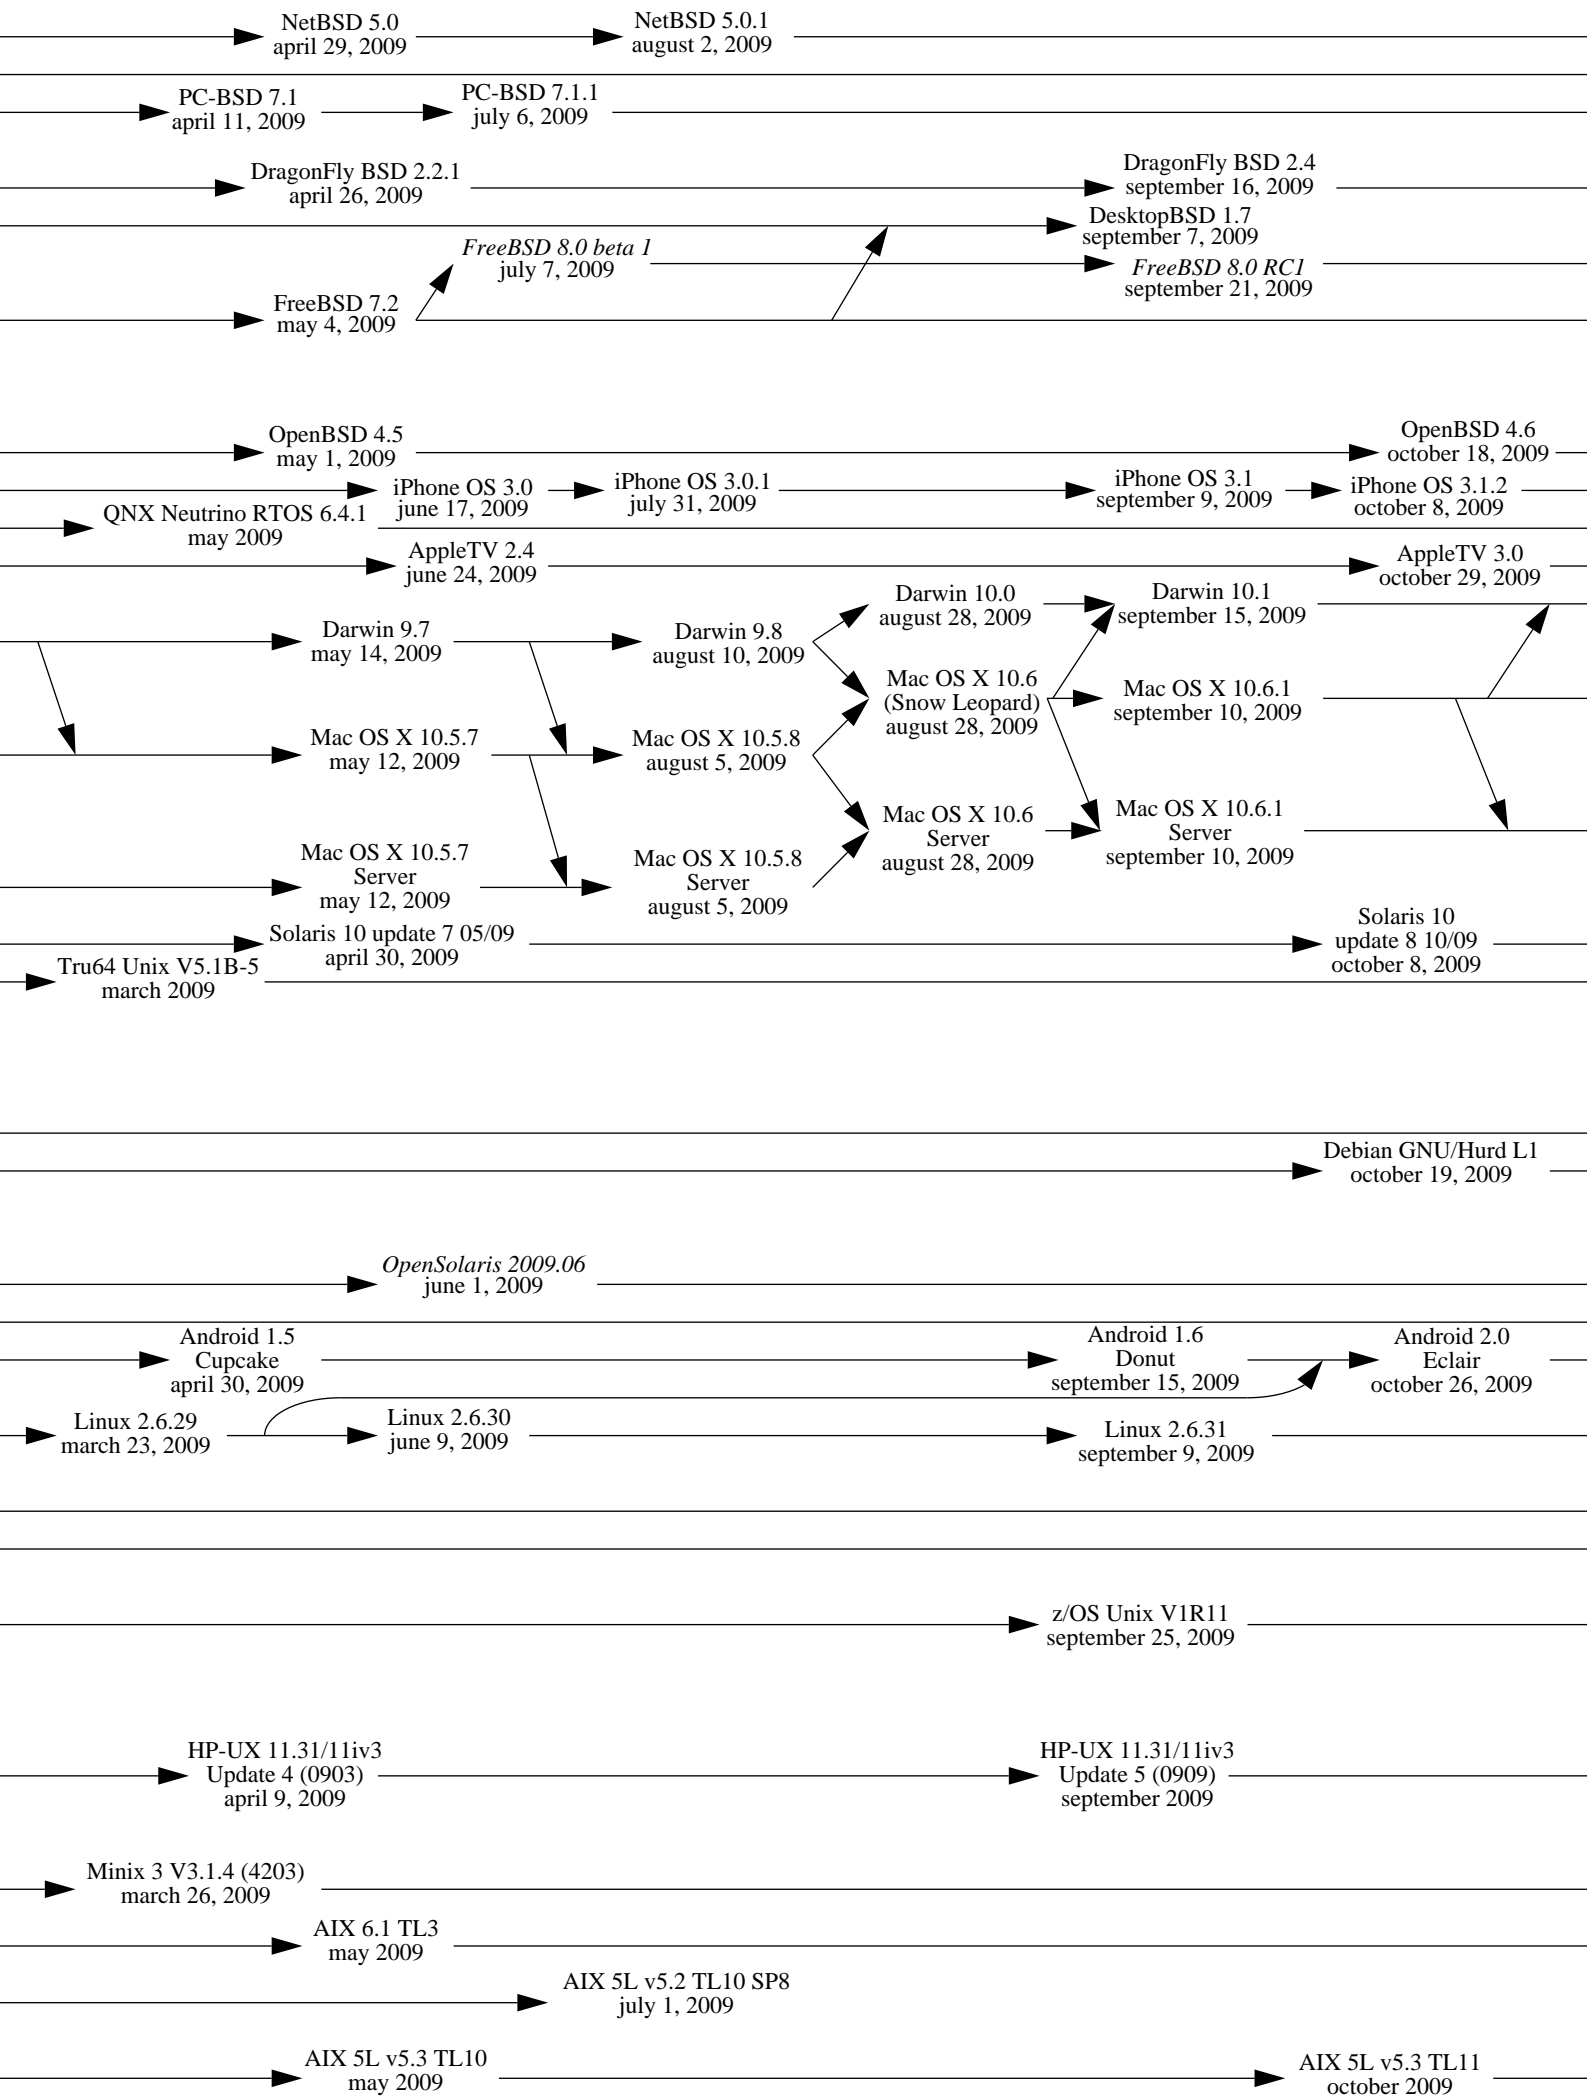 NetBSD 5.0
april 29, 2009
NetBSD 5.0.1
august 2, 2009
PC-BSD 7.1
april 11, 2009
PC-BSD 7.1.1
july 6, 2009
DragonFly BSD 2.2.1
april 26, 2009
DragonFly BSD 2.4
september 16, 2009
DesktopBSD 1.7
september 7, 2009
FreeBSD 8.0 beta 1
july 7, 2009
FreeBSD 8.0 RC1
september 21, 2009
FreeBSD 7.2
may 4, 2009
OpenBSD 4.5
may 1, 2009
OpenBSD 4.6
october 18, 2009
iPhone OS 3.0
june 17, 2009
iPhone OS 3.0.1
july 31, 2009
iPhone OS 3.1
september 9, 2009
iPhone OS 3.1.2
october 8, 2009
QNX Neutrino RTOS 6.4.1
may 2009
AppleTV 2.4
june 24, 2009
AppleTV 3.0
october 29, 2009
Darwin 10.0
august 28, 2009
Darwin 10.1
september 15, 2009
Darwin 9.7
may 14, 2009
Darwin 9.8
august 10, 2009
Mac OS X 10.6
(Snow Leopard)
august 28, 2009
Mac OS X 10.6.1
september 10, 2009
Mac OS X 10.5.7
may 12, 2009
Mac OS X 10.5.8
august 5, 2009
Mac OS X 10.6
Server
august 28, 2009
Mac OS X 10.6.1
Server
september 10, 2009
Mac OS X 10.5.7
Server
may 12, 2009
Mac OS X 10.5.8
Server
august 5, 2009
Solaris 10 update 7 05/09
april 30, 2009
Solaris 10
update 8 10/09
october 8, 2009
Tru64 Unix V5.1B-5
march 2009
Debian GNU/Hurd L1
october 19, 2009
OpenSolaris 2009.06
june 1, 2009
Android 1.5
Cupcake
april 30, 2009
Android 1.6
Donut
september 15, 2009
Android 2.0
Eclair
october 26, 2009
Linux 2.6.29
march 23, 2009
Linux 2.6.30
june 9, 2009
Linux 2.6.31
september 9, 2009
z/OS Unix V1R11
september 25, 2009
HP-UX 11.31/11iv3
Update 4 (0903)
april 9, 2009
HP-UX 11.31/11iv3
Update 5 (0909)
september 2009
Minix 3 V3.1.4 (4203)
march 26, 2009
AIX 6.1 TL3
may 2009
AIX 5L v5.2 TL10 SP8
july 1, 2009
AIX 5L v5.3 TL10
may 2009
AIX 5L v5.3 TL11
october 2009